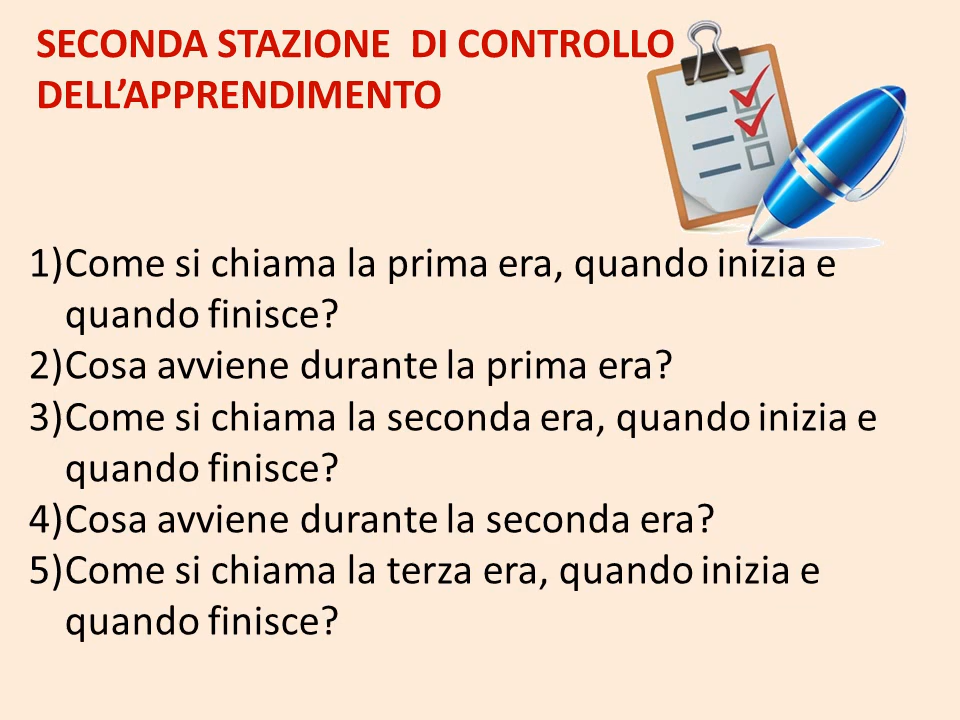 SECONDA STAZIONE DI CONTROLLO
DELL’APPRENDIMENTO
1)Come si chiama la prima era, quando inizia e
quando finisce?
2)Cosa avviene durante la prima era?
3)Come si chiama la seconda era, quando inizia e
quando finisce?
4)Cosa avviene durante la seconda era?
5)Come si chiama la terza era, quando inizia e
quando finisce?